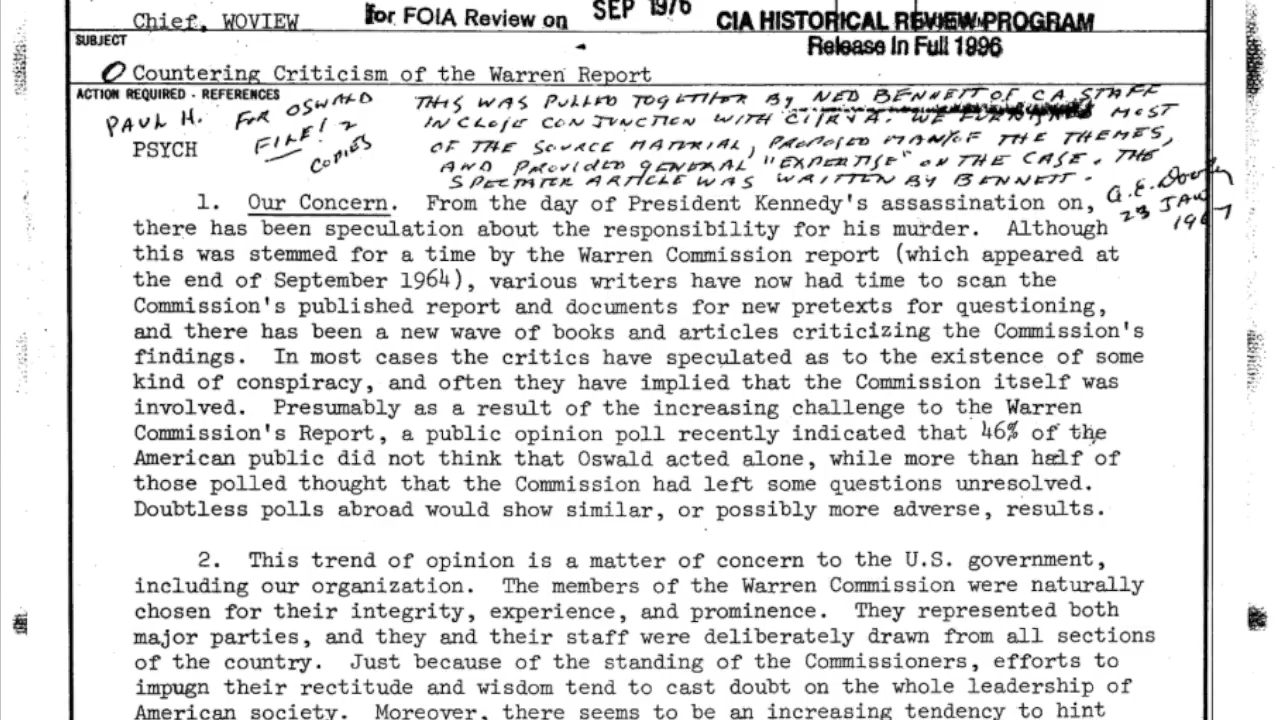 Chief, WOVIEW
for FOIA Review on SEP 1976
CIA HISTORICAL REVIEW PROGRAM
Release in Full 1996
SUBJECT
Countering Criticism of the Warren Report
ACTION REQUIRED - REFERENCES
PAUL H. FOR OSWALD
FILE! 2
COPIES
PSYCH
THIS WAS PULLED TOGETHER BY NED BENNETT OF CA STAFF
IN CLOSE CONJUNCTION WITH CI/R&A. WE FURNISHED MOST
OF THE SOURCE MATERIAL, PROPOSED MANY OF THE THEMES,
AND PROVIDED GENERAL "EXPERTISE" ON THE CASE. THE
SPECTATOR ARTICLE WAS WRITTEN BY BENNETT.
23 JAN
1967
1. Our Concern. From the day of President Kennedy's assassination on,
there has been speculation about the responsibility for his murder. Although
this was stemmed for a time by the Warren Commission report (which appeared at
the end of September 1964), various writers have now had time to scan the
Commission's published report and documents for new pretexts for questioning,
and there has been a new wave of books and articles criticizing the Commission's
findings. In most cases the critics have speculated as to the existence of some
kind of conspiracy, and often they have implied that the Commission itself was
involved. Presumably as a result of the increasing challenge to the Warren
Commission's Report, a public opinion poll recently indicated that 46% of the
American public did not think that Oswald acted alone, while more than half of
those polled thought that the Commission had left some questions unresolved.
Doubtless polls abroad would show similar, or possibly more adverse, results.
2. This trend of opinion is a matter of concern to the U.S. government,
including our organization. The members of the Warren Commission were naturally
chosen for their integrity, experience, and prominence. They represented both
major parties, and they and their staff were deliberately drawn from all sections
of the country. Just because of the standing of the Commissioners, efforts to
impugn their rectitude and wisdom tend to cast doubt on the whole leadership of
American society. Moreover, there seems to be an increasing tendency to hint